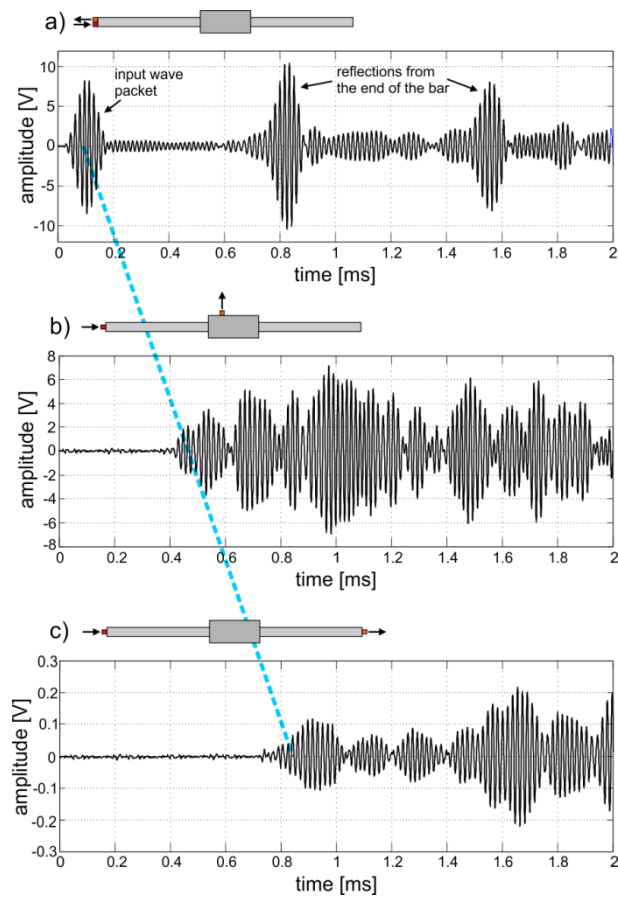 a)
input wave
packet
reflections from
the end of the bar
amplitude [V]
10
5
0
-5
-10
0 0.2 0.4 0.6 0.8 1 1.2 1.4 1.6 1.8 2
time [ms]
b)
amplitude [V]
8
6
4
2
0
-2
-4
-6
-8
0 0.2 0.4 0.6 0.8 1 1.2 1.4 1.6 1.8 2
time [ms]
c)
amplitude [V]
0.3
0.2
0.1
0
-0.1
-0.2
-0.3
0 0.2 0.4 0.6 0.8 1 1.2 1.4 1.6 1.8 2
time [ms]